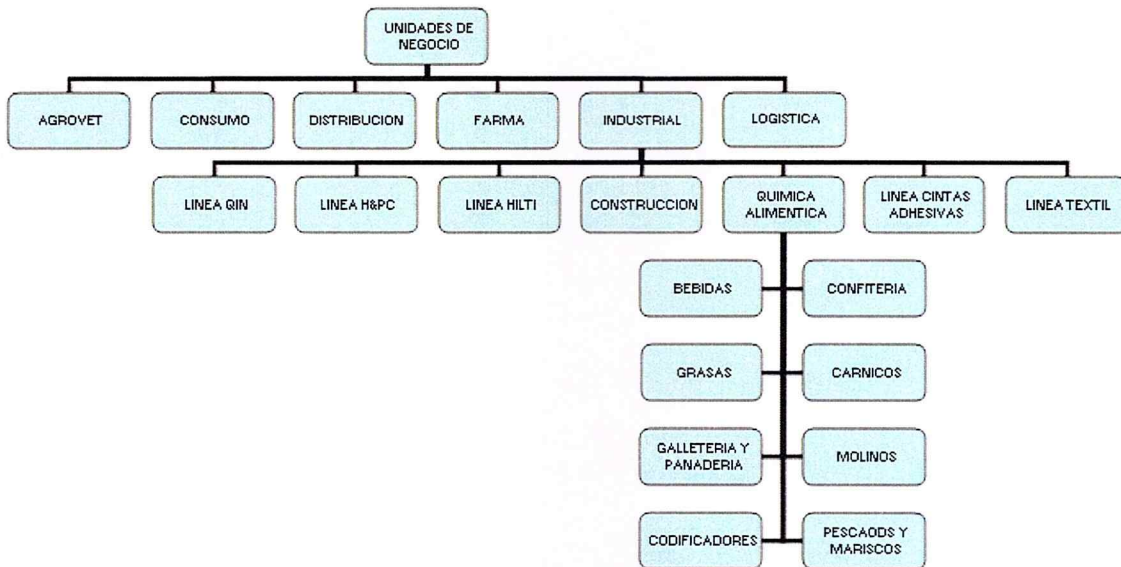 UNIDADES DE
NEGOCIO
AGROVET
CONSUMO
DISTRIBUCION
FARMA
INDUSTRIAL
LOGISTICA
LINEA QIN
LINEA H&PC
LINEA HILTI
CONSTRUCCION
QUIMICA
ALIMENTICA
LINEA CINTAS
ADHESIVAS
LINEA TEXTIL
BEBIDAS
CONFITERIA
GRASAS
CARNICOS
GALLETERIA Y
PANADERIA
MOLINOS
CODIFICADORES
PESCAODS Y
MARISCOS